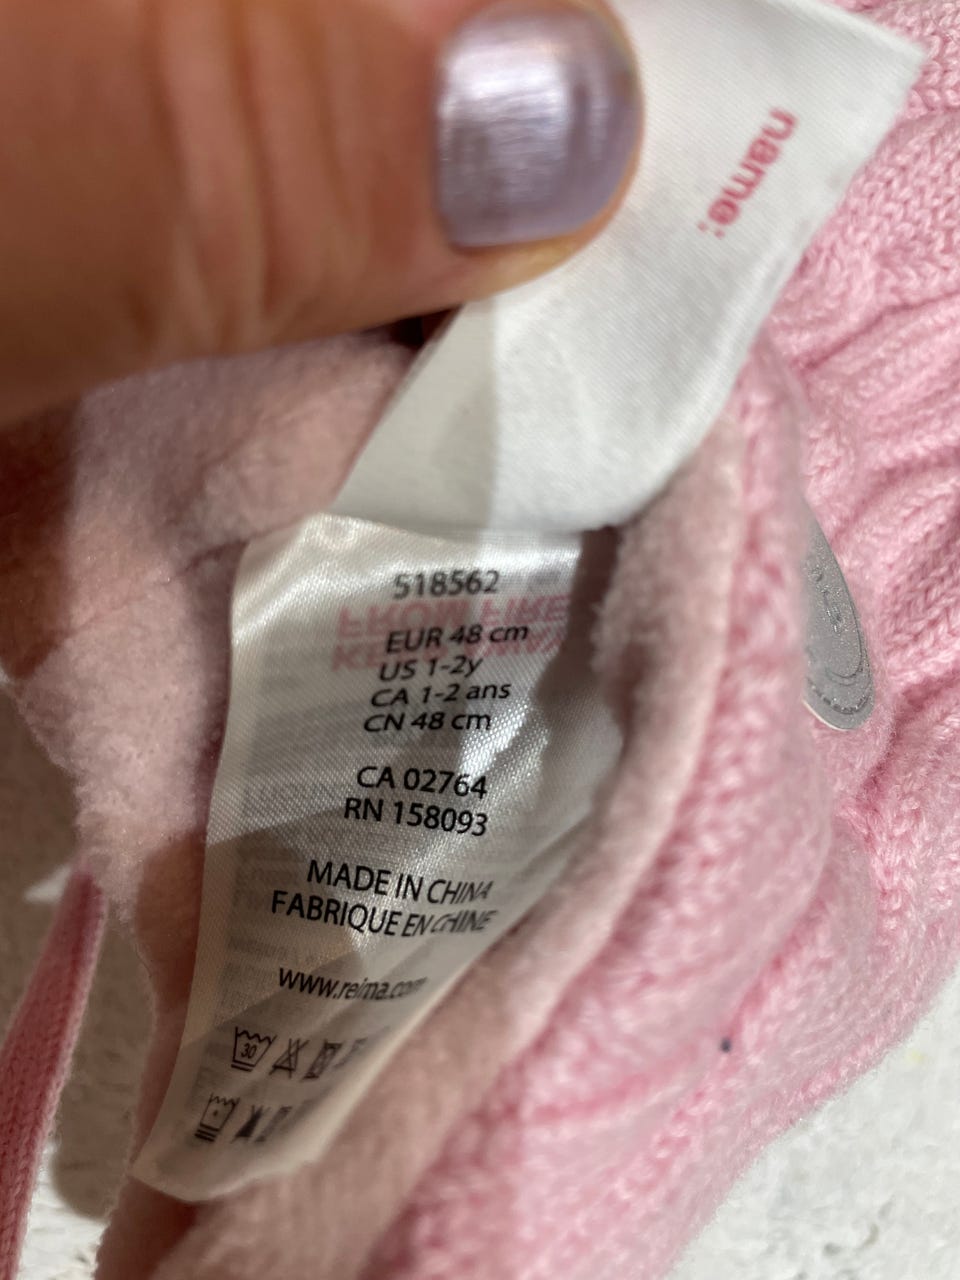 name:
518562
EUR 48 cm
US 1-2y
CA 1-2 ans
CN 48 cm
CA 02764
RN 158093
MADE IN CHINA
FABRIQUE EN CHINE
www.reima.com
30